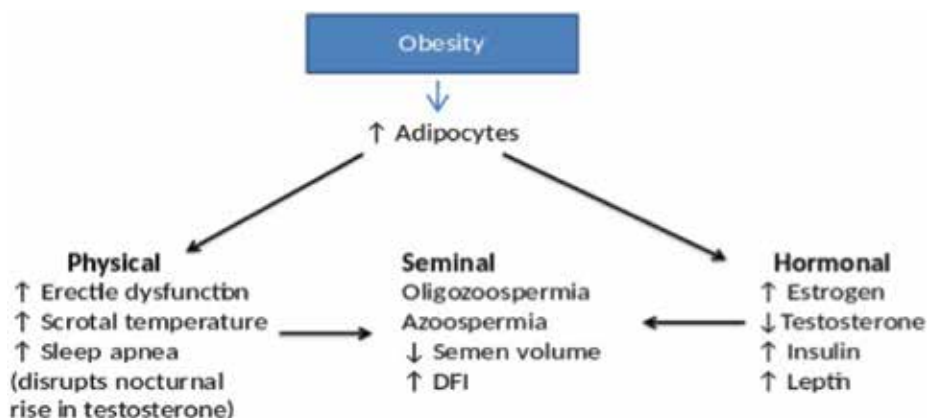 Obesity
↑ Adipocytes
Physical
↑ Erectle dysfunction
↑ Scrotal temperature
↑ Sleep apnea
(disrupts nocturnal
rise in testosterone)
Seminal
Oligozoospermia
Azoospermia
↓ Semen volume
↑ DFI
Hormonal
↑ Estrogen
↓ Testosterone
↑ Insulin
↑ Leptin